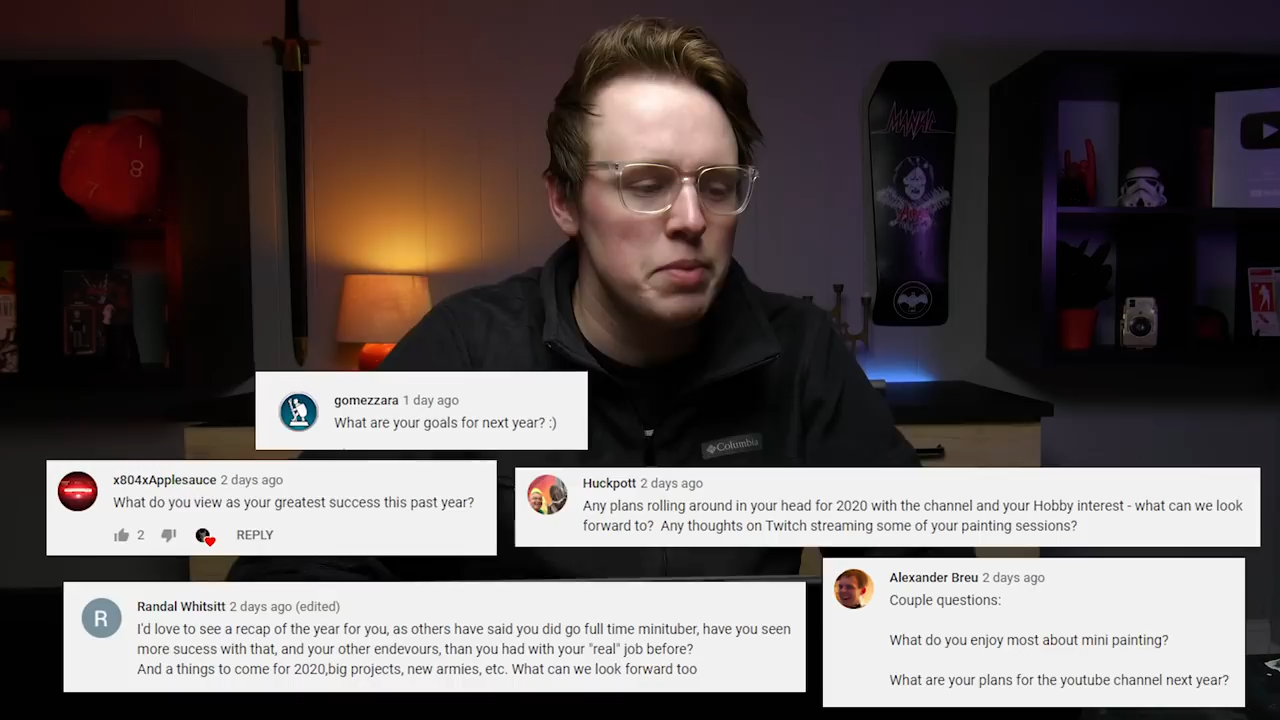 1
8
7
Columbia
gomezzara 1 day ago
What are your goals for next year? :)
x804xApplesauce 2 days ago
What do you view as your greatest success this past year?
2
REPLY
Huckpott 2 days ago
Any plans rolling around in your head for 2020 with the channel and your Hobby interest - what can we look
forward to? Any thoughts on Twitch streaming some of your painting sessions?
R
Randal Whitsitt 2 days ago (edited)
I'd love to see a recap of the year for you, as others have said you did go full time minituber, have you seen
more sucess with that, and your other endevours, than you had with your "real" job before?
And a things to come for 2020,big projects, new armies, etc. What can we look forward too
Alexander Breu 2 days ago
Couple questions:
What do you enjoy most about mini painting?
What are your plans for the youtube channel next year?